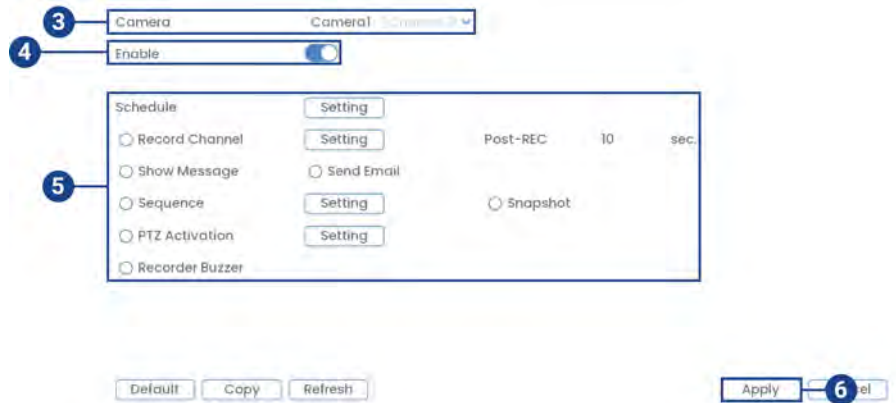 3 Camera Camera1
4 Enable
Schedule Setting
Record Channel Setting Post-REC 10 sec.
Show Message Send Email
5 Sequence Setting Snapshot
PTZ Activation Setting
Recorder Buzzer
Default Copy Refresh Apply 6